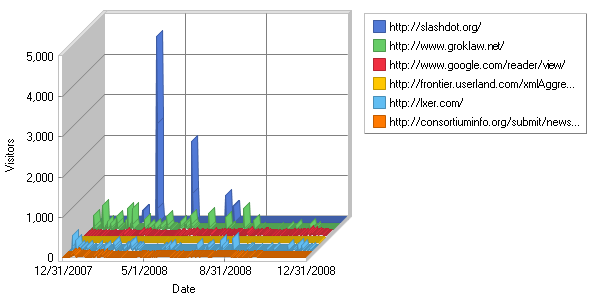 5,000
4,000
3,000
2,000
1,000
0
Visitors
12/31/2007
5/1/2008
8/31/2008
12/31/2008
Date
http://slashdot.org/
http://www.groklaw.net/
http://www.google.com/reader/view/
http://frontier.userland.com/xmlAggre...
http://lxer.com/
http://consortiuminfo.org/submit/news...